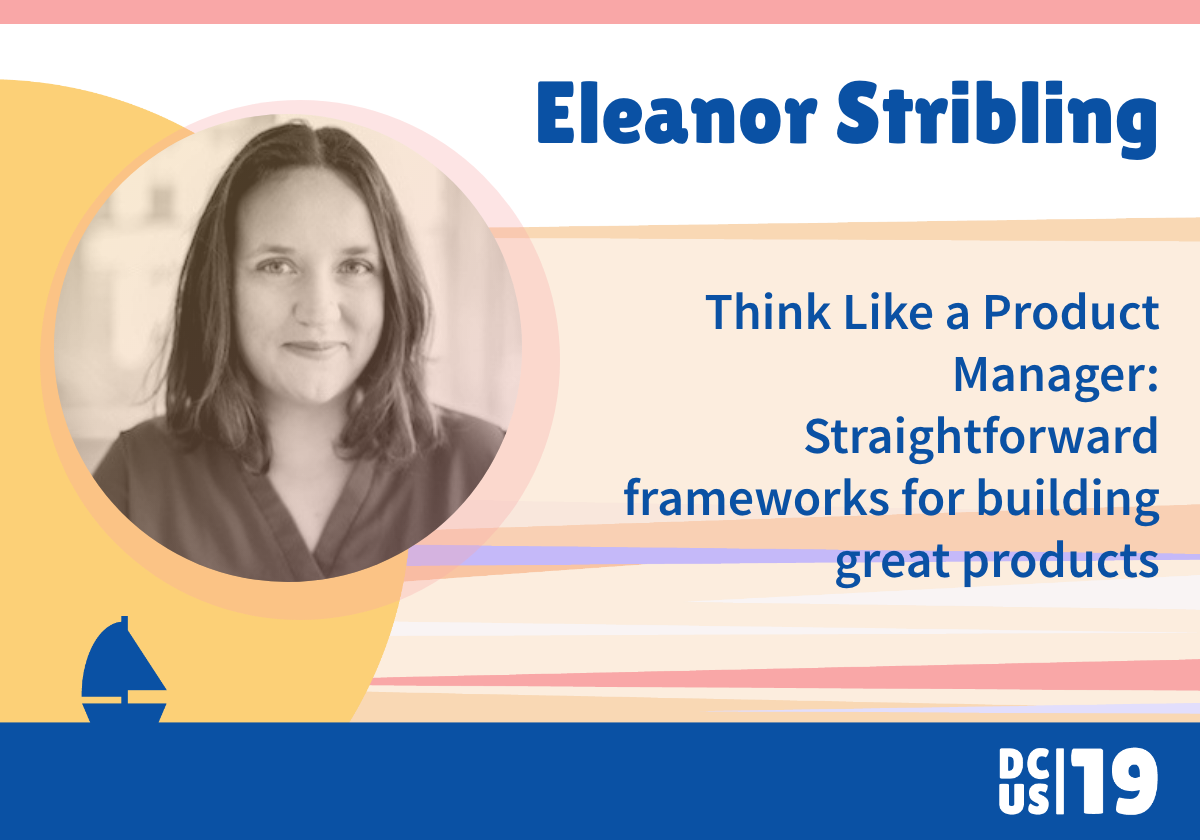 Eleanor Stribling
Think Like a Product
Manager:
Straightforward
frameworks for building
great products
DC
US
19